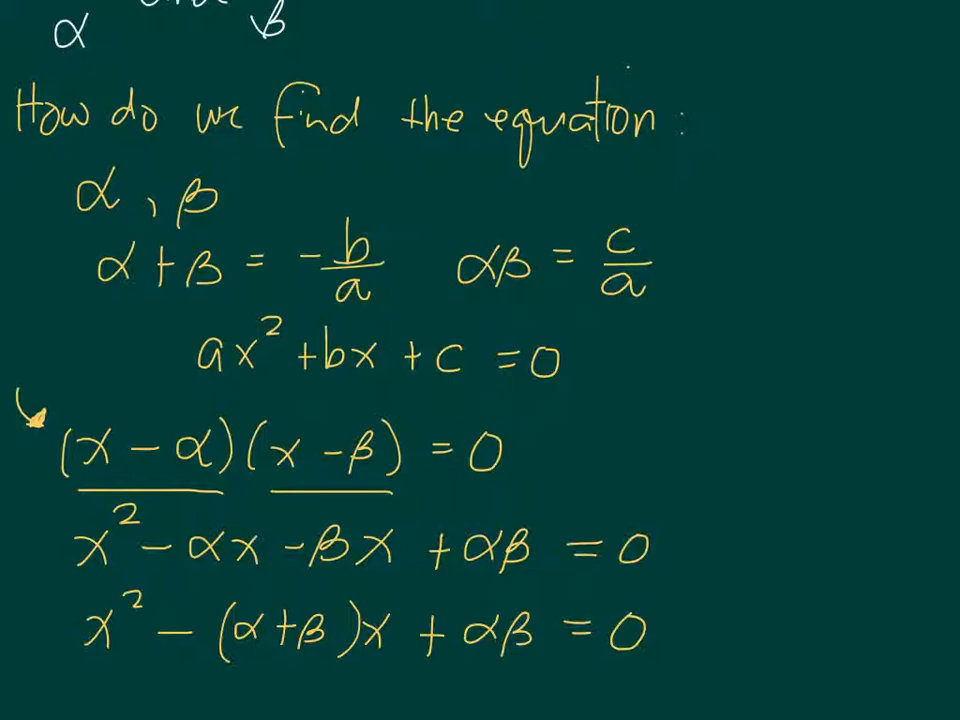 α β
How do we find the equation :
α , β
α + β = - b/a αβ = c/a
ax² + bx + c = 0
(x - α)(x - β) = 0
x² - αx - βx + αβ = 0
x² - (α + β)x + αβ = 0